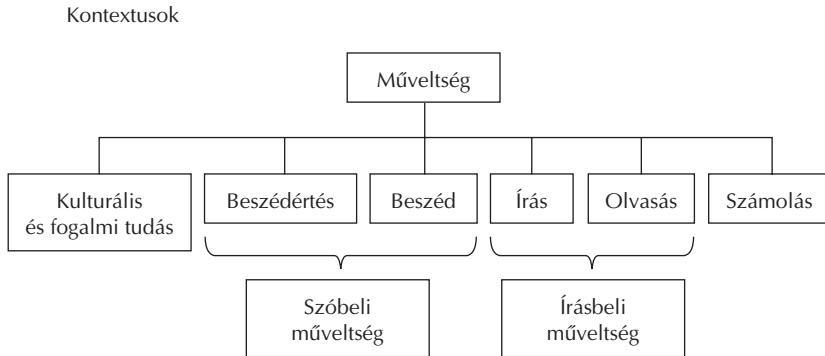 Kontextusok
Műveltség
Kulturális
és fogalmi tudás
Beszédértés
Beszéd
Írás
Olvasás
Számolás
Szóbeli
műveltség
Írásbeli
műveltség